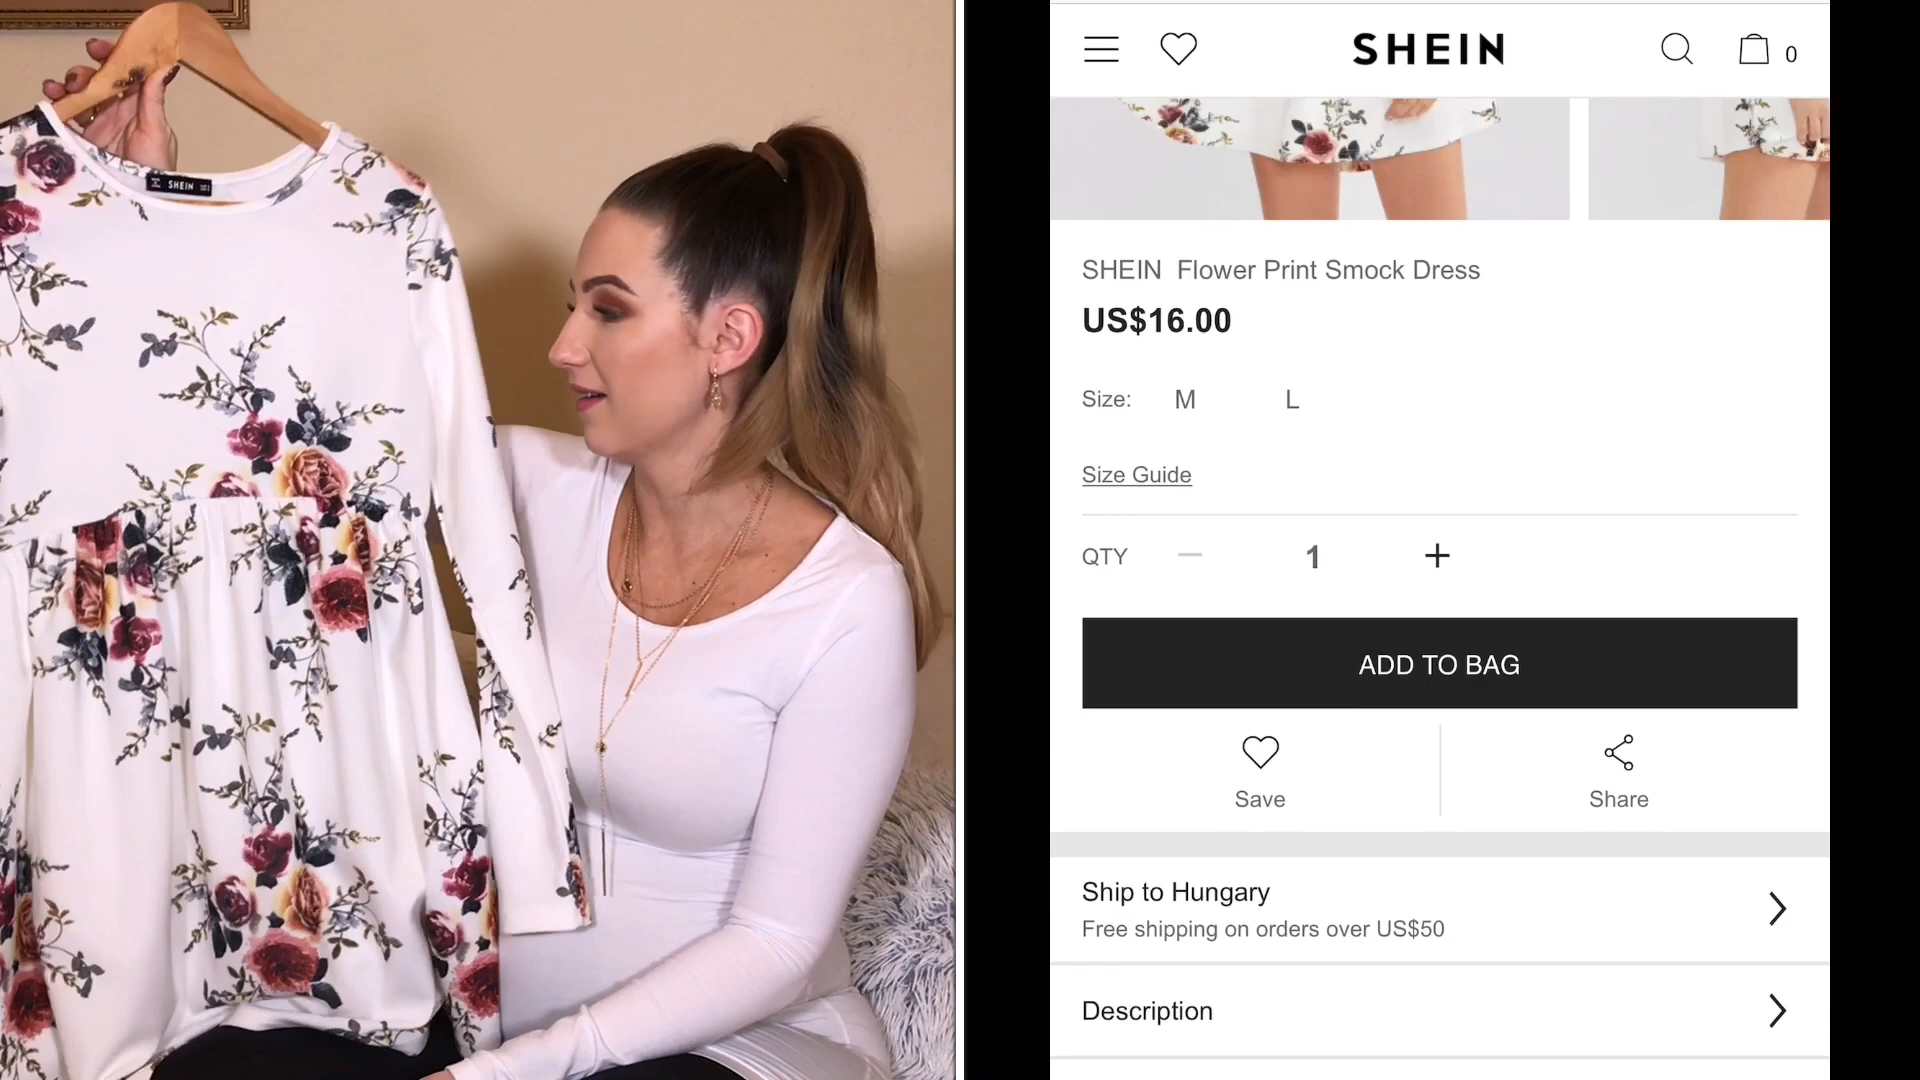 SHEIN
SHEIN
0
SHEIN Flower Print Smock Dress
US$16.00
Size: M L
Size Guide
QTY 1
ADD TO BAG
Save
Share
Ship to Hungary
Free shipping on orders over US$50
Description